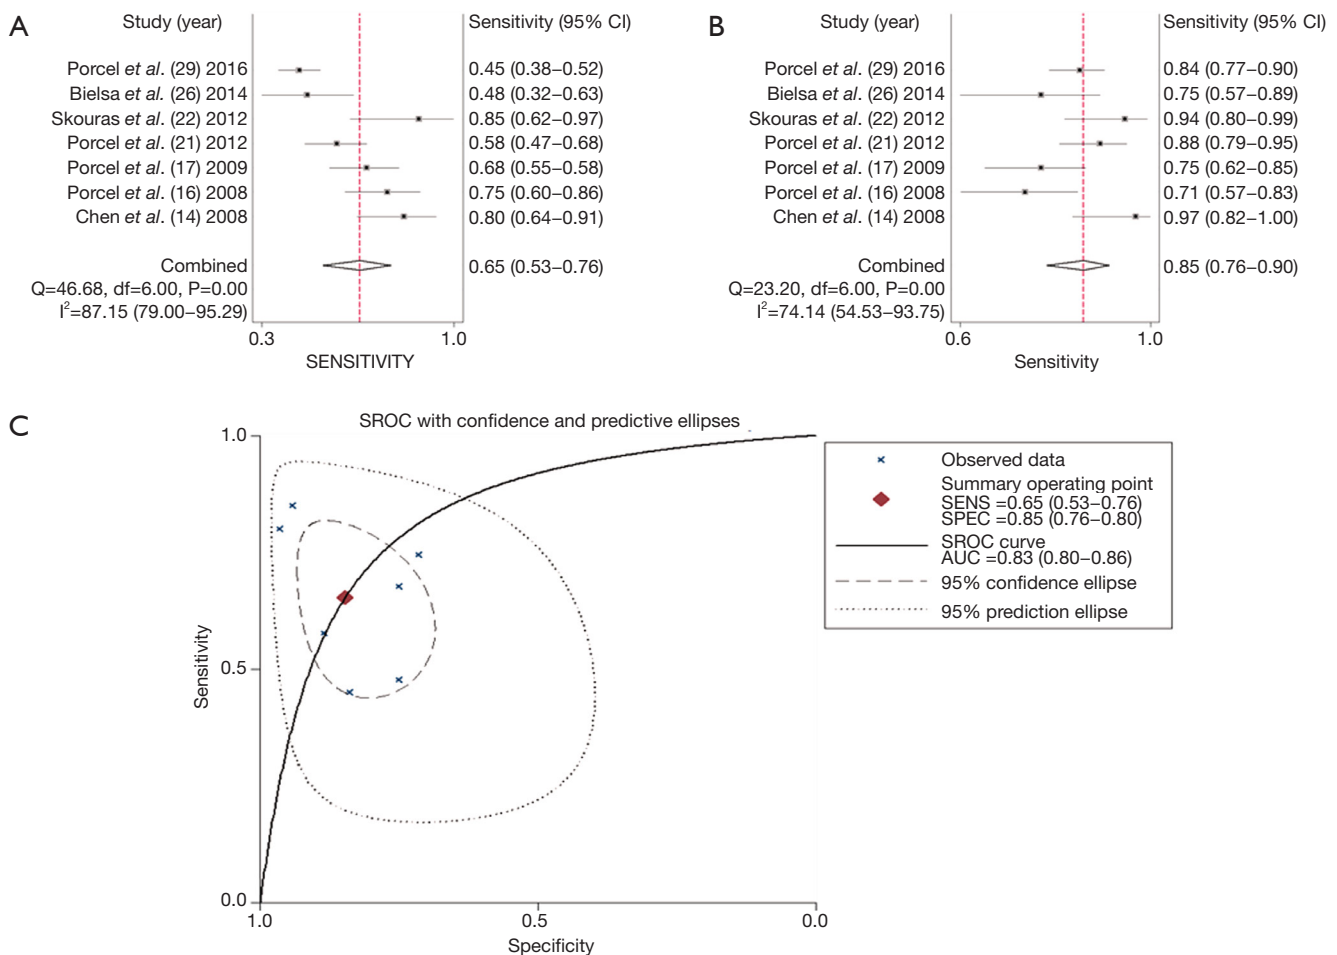 A
Study (year) Sensitivity (95% CI)
Porcel et al. (29) 2016 0.45 (0.38–0.52)
Bielsa et al. (26) 2014 0.48 (0.32–0.63)
Skouras et al. (22) 2012 0.85 (0.62–0.97)
Porcel et al. (21) 2012 0.58 (0.47–0.68)
Porcel et al. (17) 2009 0.68 (0.55–0.58)
Porcel et al. (16) 2008 0.75 (0.60–0.86)
Chen et al. (14) 2008 0.80 (0.64–0.91)
Combined 0.65 (0.53–0.76)
Q=46.68, df=6.00, P=0.00
I²=87.15 (79.00–95.29)
0.3 1.0
SENSITIVITY
B
Study (year) Sensitivity (95% CI)
Porcel et al. (29) 2016 0.84 (0.77–0.90)
Bielsa et al. (26) 2014 0.75 (0.57–0.89)
Skouras et al. (22) 2012 0.94 (0.80–0.99)
Porcel et al. (21) 2012 0.88 (0.79–0.95)
Porcel et al. (17) 2009 0.75 (0.62–0.85)
Porcel et al. (16) 2008 0.71 (0.57–0.83)
Chen et al. (14) 2008 0.97 (0.82–1.00)
Combined 0.85 (0.76–0.90)
Q=23.20, df=6.00, P=0.00
I²=74.14 (54.53–93.75)
0.6 1.0
Sensitivity
C
SROC with confidence and predictive ellipses
1.0
0.5
0.0
Sensitivity
1.0 0.5 0.0
Specificity
Observed data
Summary operating point
SENS =0.65 (0.53–0.76)
SPEC =0.85 (0.76–0.80)
SROC curve
AUC =0.83 (0.80–0.86)
95% confidence ellipse
95% prediction ellipse